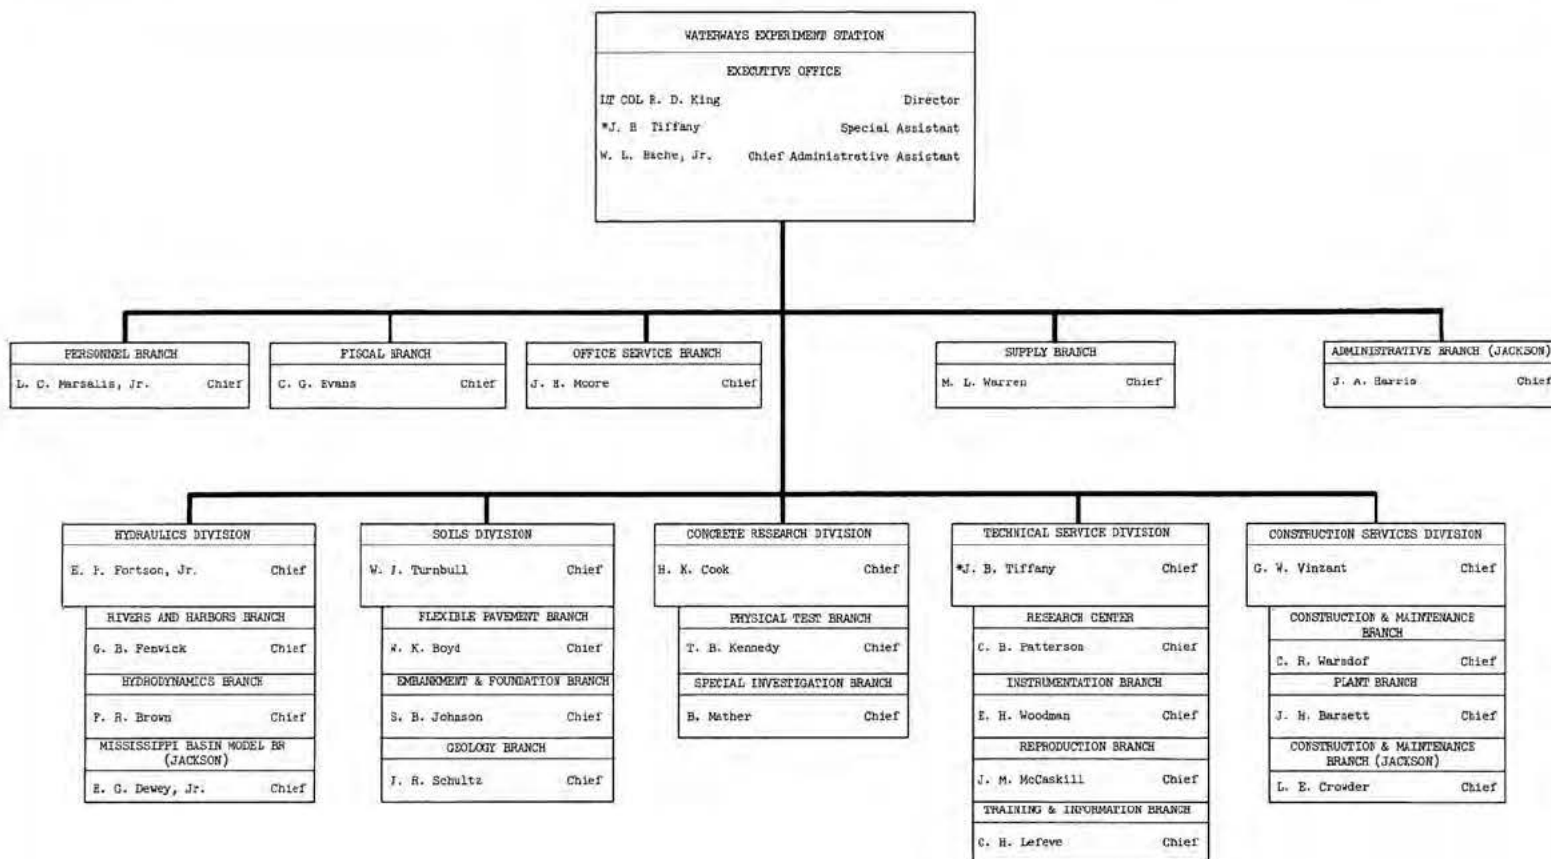 WATERWAYS EXPERIMENT STATION
EXECUTIVE OFFICE
LT COL R. D. King Director
*J. B Tiffany Special Assistant
W. L. Bache, Jr. Chief Administrative Assistant
PERSONNEL BRANCH
L. C. Marsalis, Jr. Chief
FISCAL BRANCH
C. G. Evans Chief
OFFICE SERVICE BRANCH
J. H. Moore Chief
SUPPLY BRANCH
M. L. Warren Chief
ADMINISTRATIVE BRANCH (JACKSON)
J. A. Harris Chief
HYDRAULICS DIVISION
E. P. Fortson, Jr. Chief
RIVERS AND HARBORS BRANCH
G. B. Fenwick Chief
HYDRODYNAMICS BRANCH
F. R. Brown Chief
MISSISSIPPI BASIN MODEL BR
(JACKSON)
H. G. Dewey, Jr. Chief
SOILS DIVISION
W. J. Turnbull Chief
FLEXIBLE PAVEMENT BRANCH
W. K. Boyd Chief
EMBANKMENT & FOUNDATION BRANCH
S. B. Johnson Chief
GEOLOGY BRANCH
J. R. Schultz Chief
CONCRETE RESEARCH DIVISION
H. K. Cook Chief
PHYSICAL TEST BRANCH
T. B. Kennedy Chief
SPECIAL INVESTIGATION BRANCH
B. Mather Chief
TECHNICAL SERVICE DIVISION
*J. B. Tiffany Chief
RESEARCH CENTER
C. B. Patterson Chief
INSTRUMENTATION BRANCH
E. H. Woodman Chief
REPRODUCTION BRANCH
J. M. McCaskill Chief
TRAINING & INFORMATION BRANCH
C. H. Lefeve Chief
CONSTRUCTION SERVICES DIVISION
G. W. Vinzant Chief
CONSTRUCTION & MAINTENANCE
BRANCH
C. R. Warndof Chief
PLANT BRANCH
J. H. Barnett Chief
CONSTRUCTION & MAINTENANCE
BRANCH (JACKSON)
L. E. Crowder Chief